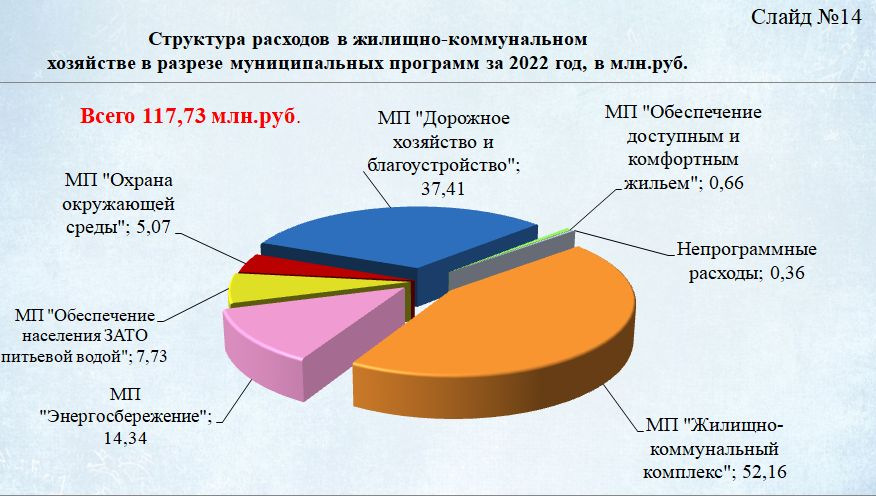 Слайд №14
Структура расходов в жилищно-коммунальном
хозяйстве в разрезе муниципальных программ за 2022 год, в млн.руб.
Всего 117,73 млн.руб.
МП "Дорожное
хозяйство и
благоустройство";
37,41
МП "Обеспечение
доступным и
комфортным
жильем"; 0,66
МП "Охрана
окружающей
среды"; 5,07
Непрограммные
расходы; 0,36
МП "Обеспечение
населения ЗАТО
питьевой водой"; 7,73
МП
"Энергосбережение";
14,34
МП "Жилищно-
коммунальный
комплекс"; 52,16